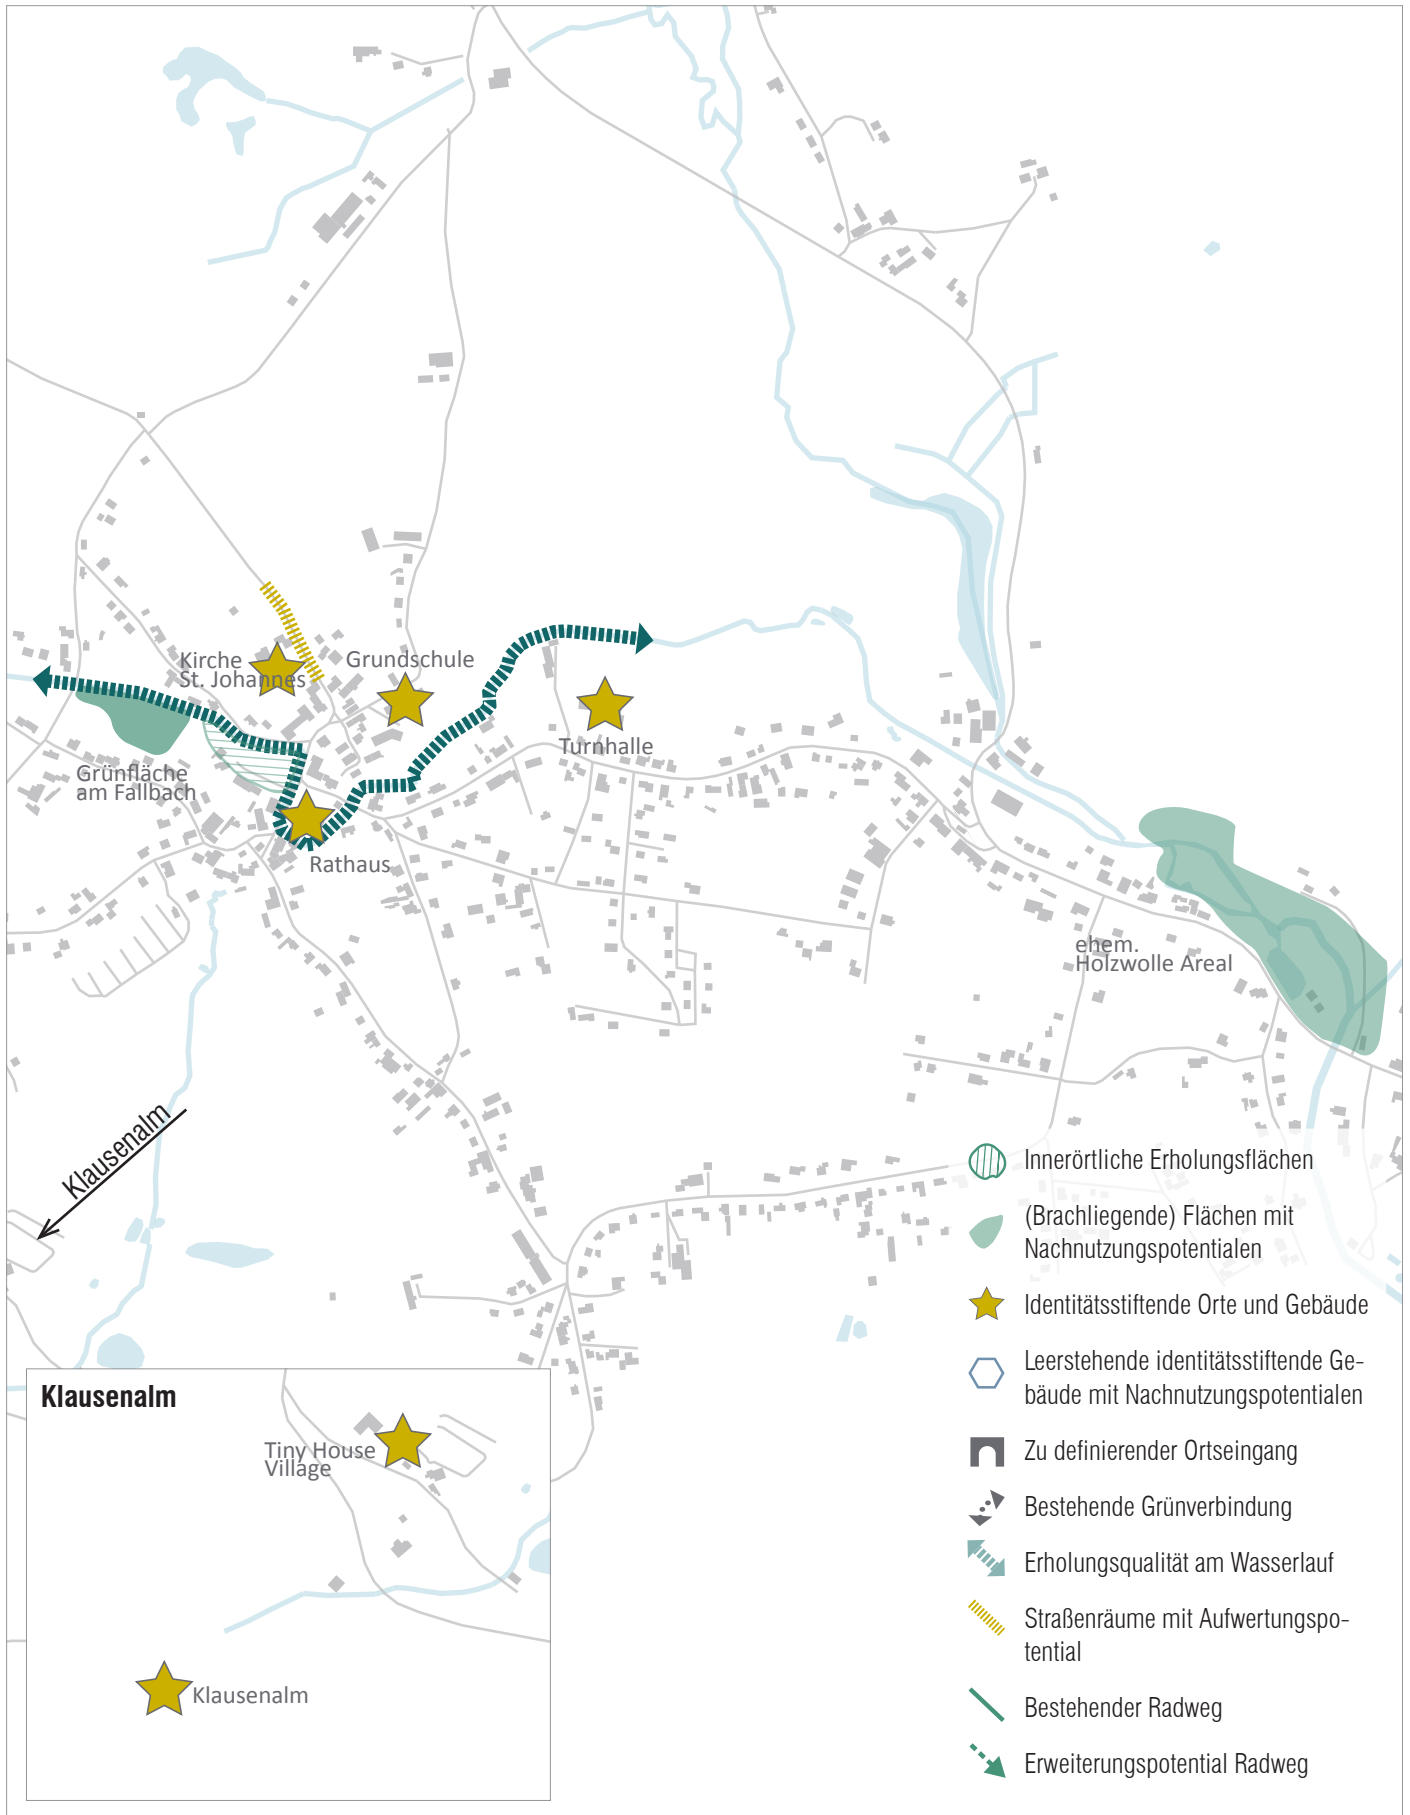 Kirche
St. Johannes
Grundschule
Turnhalle
Grünfläche
am Fallbach
Rathaus
ehem.
Holzwolle Areal
Klausenalm
Innerörtliche Erholungsflächen
(Brachliegende) Flächen mit
Nachnutzungspotentialen
Identitätsstiftende Orte und Gebäude
Leerstehende identitätsstiftende Ge-
bäude mit Nachnutzungspotentialen
Zu definierender Ortseingang
Bestehende Grünverbindung
Erholungsqualität am Wasserlauf
Straßenräume mit Aufwertungspo-
tential
Bestehender Radweg
Erweiterungspotential Radweg
Klausenalm
Tiny House
Village
Klausenalm